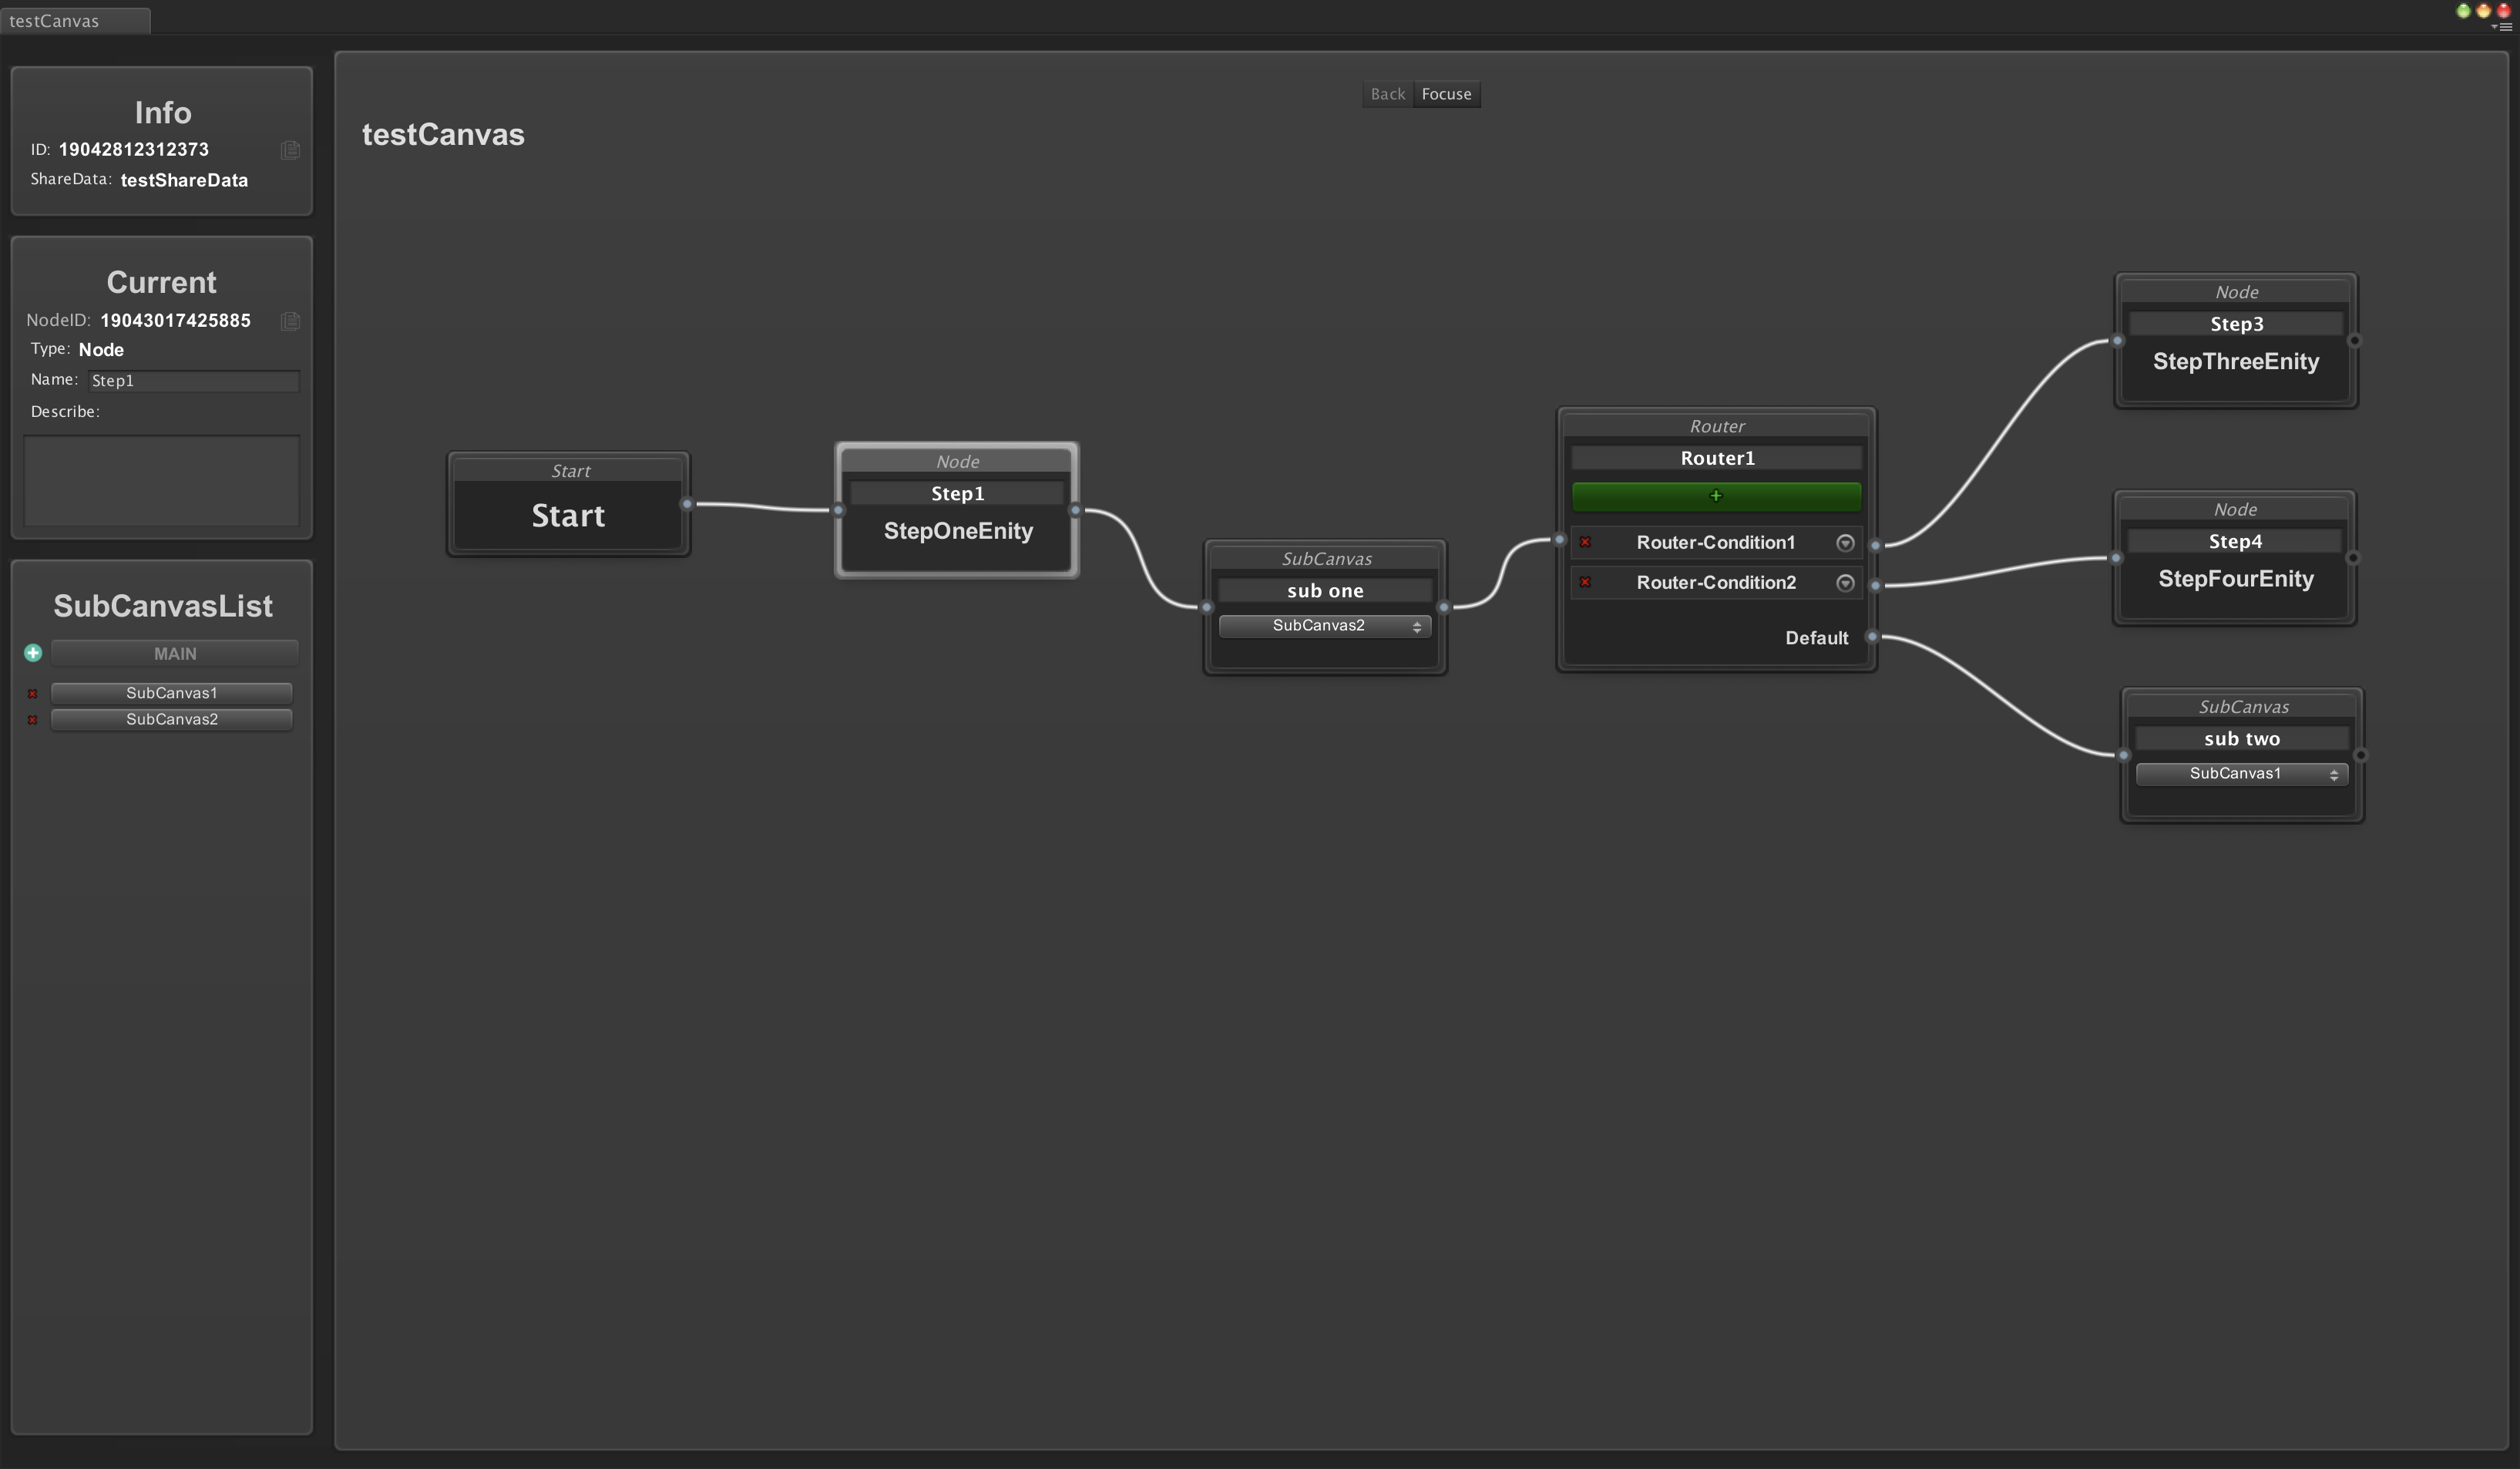 testCanvas
Info
ID: 19042812312373
ShareData: testShareData
Current
NodeID: 19043017425885
Type: Node
Name: Step1
Describe:
SubCanvasList
MAIN
SubCanvas1
SubCanvas2
Back Focuse
testCanvas
Start
Start
Node
Step1
StepOneEnity
SubCanvas
sub one
SubCanvas2
Router
Router1
Router-Condition1
Router-Condition2
Default
Node
Step3
StepThreeEnity
Node
Step4
StepFourEnity
SubCanvas
sub two
SubCanvas1